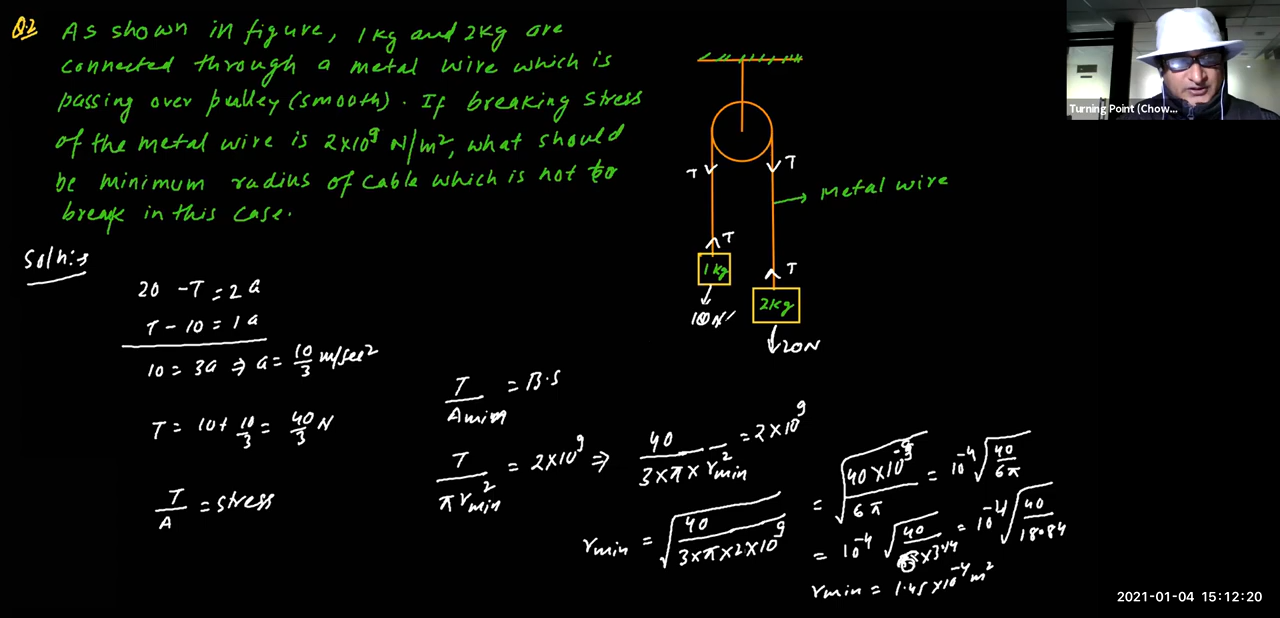 Q.2 As shown in figure, 1kg and 2kg are
connected through a metal wire which is
passing over pulley (smooth). If breaking stress
of the metal wire is 2×10⁹ N/m², what should
be minimum radius of cable which is not to
break in this case.
Soln:→
20 - T = 2a
T - 10 = 1a
10 = 3a ⇒ a = 10/3 m/sec²
T = 10 + 10/3 = 40/3 N
T/A = stress
T/Amin = B.S
T/πr²min = 2×10⁹ ⇒ 40/3×π×r²min = 2×10⁹
rmin = √40/3×π×2×10⁹
= √40×10⁻⁹/6π = 10⁻⁴√40/6π
= 10⁻⁴ √40/×3.14 = 10⁻⁴√40/18.84
rmin = 1.45×10⁻⁴ m²
T
T
Metal wire
T
T
1kg
2kg
10N
20N
Turning Point (Chow...
2021-01-04 15:12:20